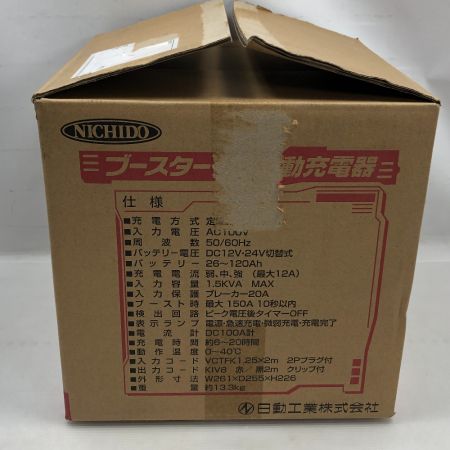 NICHIDO
ブースター 動充電器
仕様
■充電方式 定
■入力電圧 AC100V
■周波数 50/60Hz
■バッテリー電圧 DC12V·24V切替式
■バッテリー 26～120Ah
■充電電流 弱、中、強 (最大12A)
■入力容量 1.5KVA MAX
■入力保護 ブレーカー20A
■ブースト時 最大 150A 10秒以内
■検出回路 ピーク電圧後タイマーOFF
■表示ランプ 電源·急速充電·微弱充電·充電完了
■電流計 DC100A計
■充電時間 約6～20時間
■動作温度 0～40℃
■入力コード VCTFK1.25×2m 2Pプラグ付
■出力コード KIV8 赤/黒2m クリップ付
■外形寸法 W261×D255×H226
■重量 約13.3kg
日動工業株式会社